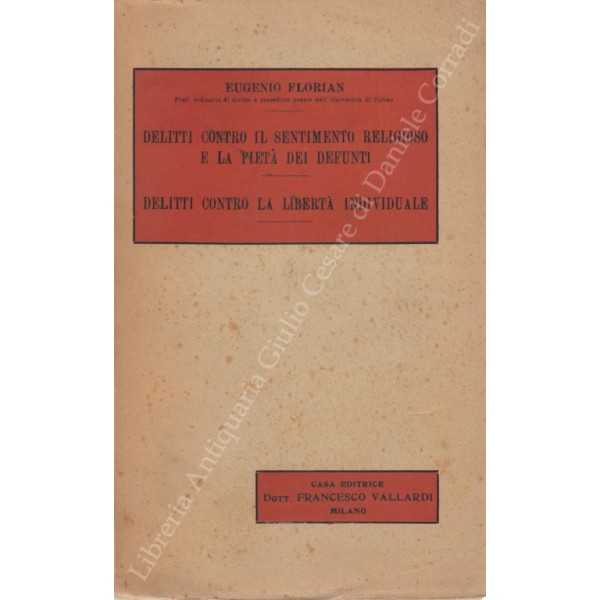 EUGENIO FLORIAN
Prof. ordinario di diritto e procedura penale nell' Università di Torino
DELITTI CONTRO IL SENTIMENTO RELIGIOSO
E LA PIETÀ DEI DEFUNTI
DELITTI CONTRO LA LIBERTÀ INDIVIDUALE
CASA EDITRICE
DOTT. FRANCESCO VALLARDI
MILANO
Libreria Antiquaria Giulio Cesare di Daniele Corradi